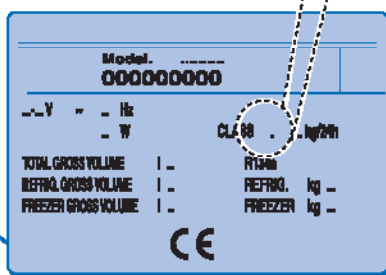 Model. ........
000000000
_._ V ~ _ Hz
_ W CLASS . . kg/24h
TOTAL GROSS VOLUME l _
REFRIG. GROSS VOLUME l _ REFRIG. kg _
FREEZER GROSS VOLUME l _ FREEZER kg _
CE